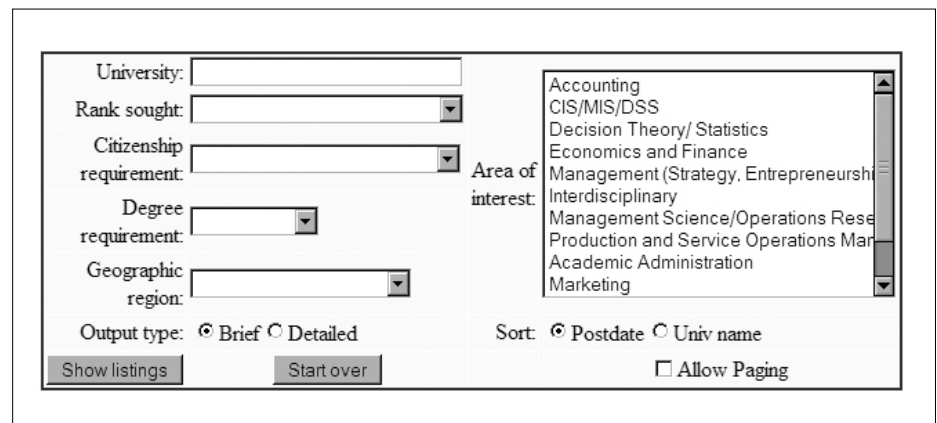 University:
Rank sought:
Citizenship
requirement:
Degree
requirement:
Geographic
region:
Area of
interest:
Accounting
CIS/MIS/DSS
Decision Theory/ Statistics
Economics and Finance
Management (Strategy, Entrepreneurshi
Interdisciplinary
Management Science/Operations Rese
Production and Service Operations Man
Academic Administration
Marketing
Output type: Brief Detailed
Sort: Postdate Univ name
Show listings Start over
Allow Paging